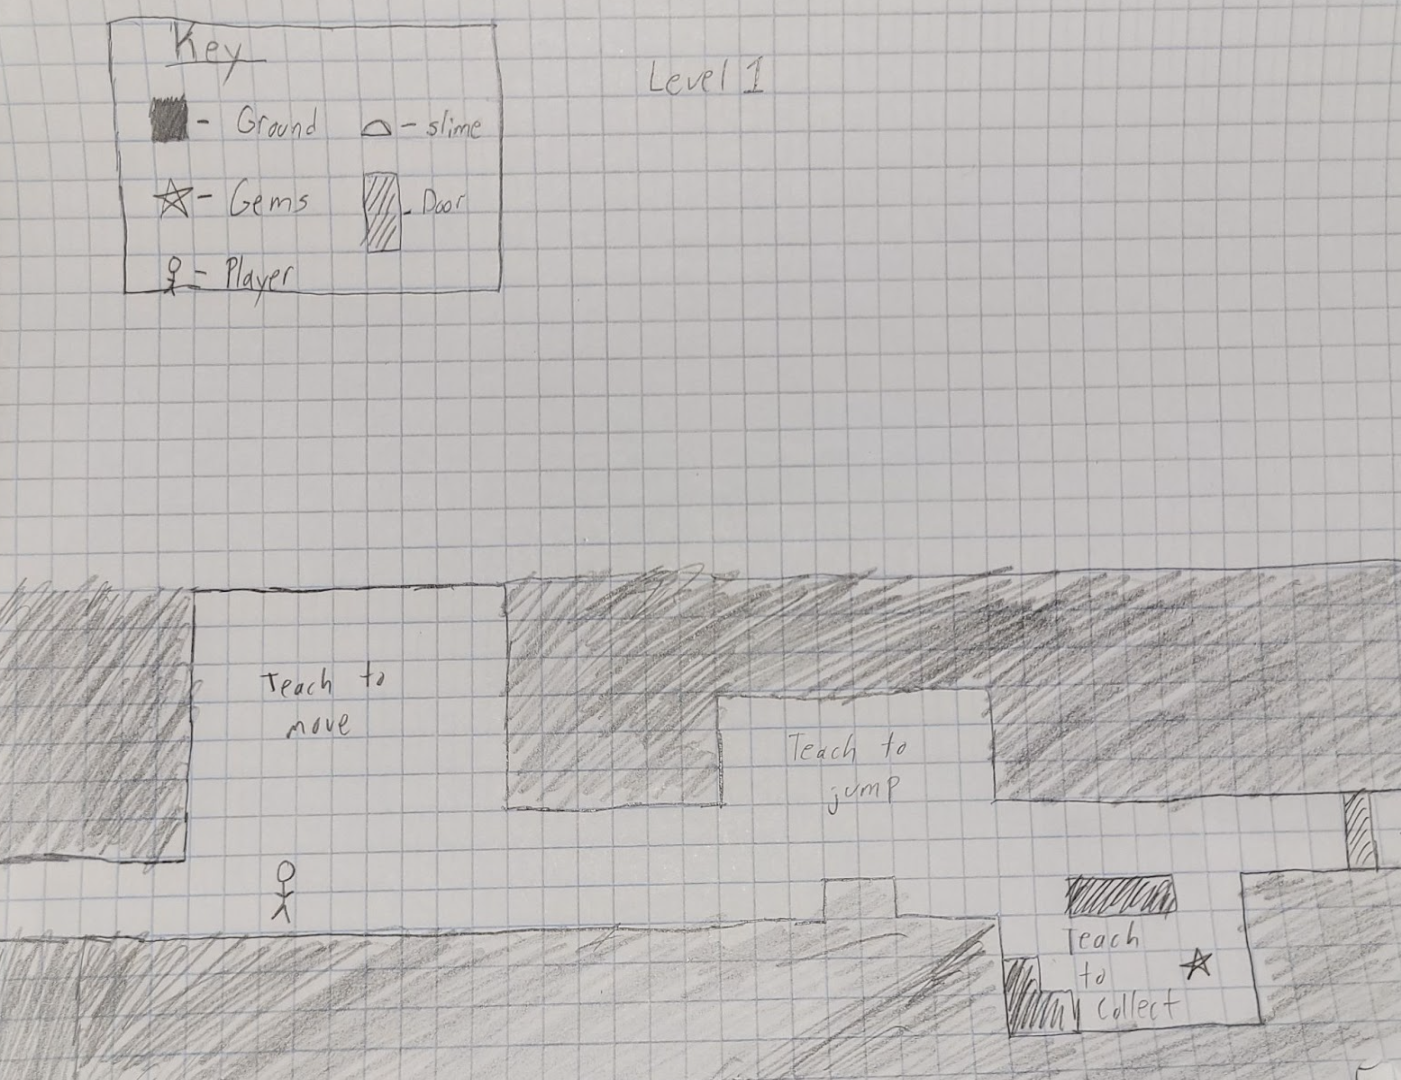 Key
Level 1
- Ground
- slime
- Gems
- Door
- Player
Teach to
move
Teach to
jump
Teach
to
collect